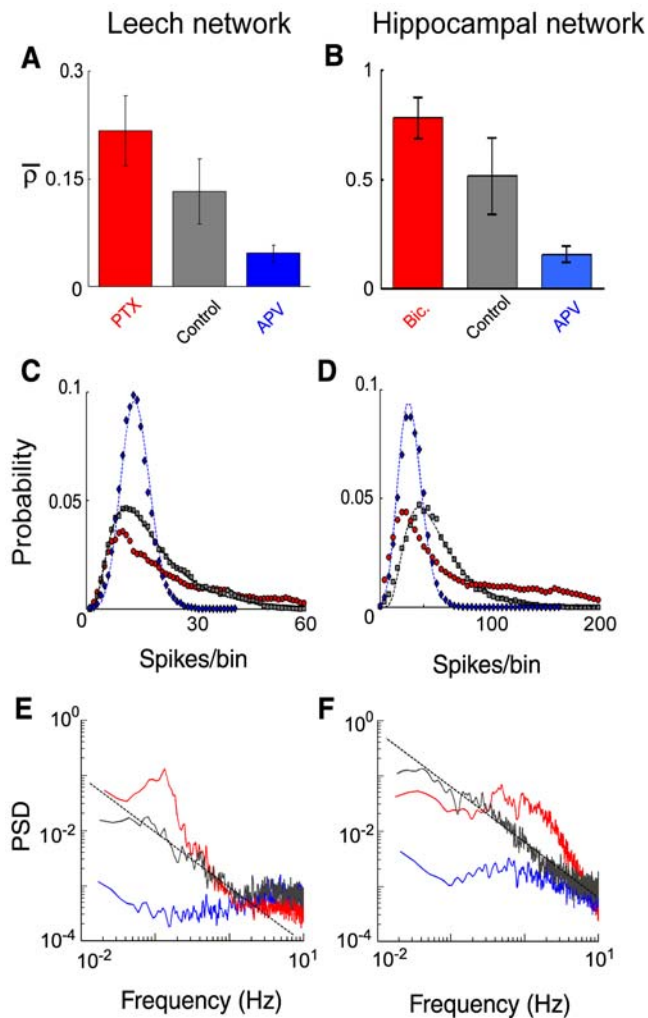 Leech network Hippocampal network
A B
0.3 1
ρ̅ 0.15 0.5
0 0
PTX Control APV Bic. Control APV
C D
0.1 0.1
Probability
0.05 0.05
0 0
0 30 60 0 100 200
Spikes/bin Spikes/bin
E F
10^0 10^0
PSD
10^-2 10^-2
10^-4 10^-4
10^-2 10^1 10^-2 10^1
Frequency (Hz) Frequency (Hz)